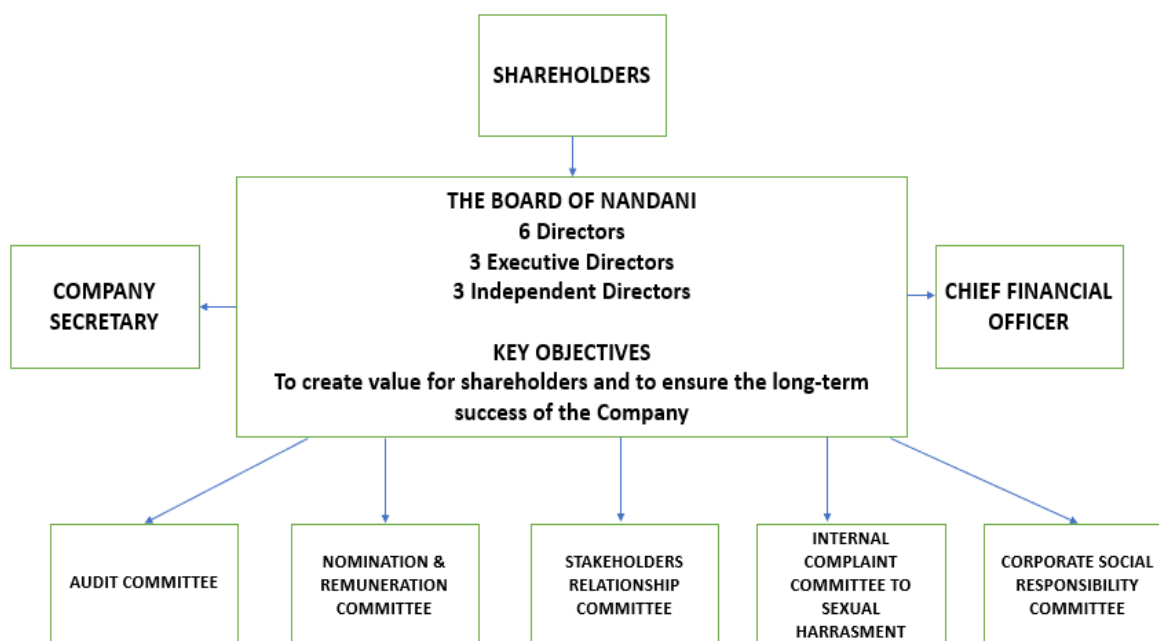 SHAREHOLDERS
THE BOARD OF NANDANI
6 Directors
3 Executive Directors
3 Independent Directors
KEY OBJECTIVES
To create value for shareholders and to ensure the long-term
success of the Company
COMPANY
SECRETARY
CHIEF FINANCIAL
OFFICER
AUDIT COMMITTEE
NOMINATION &
REMUNERATION
COMMITTEE
STAKEHOLDERS
RELATIONSHIP
COMMITTEE
INTERNAL
COMPLAINT
COMMITTEE TO
SEXUAL
HARRASMENT
CORPORATE SOCIAL
RESPONSIBILITY
COMMITTEE